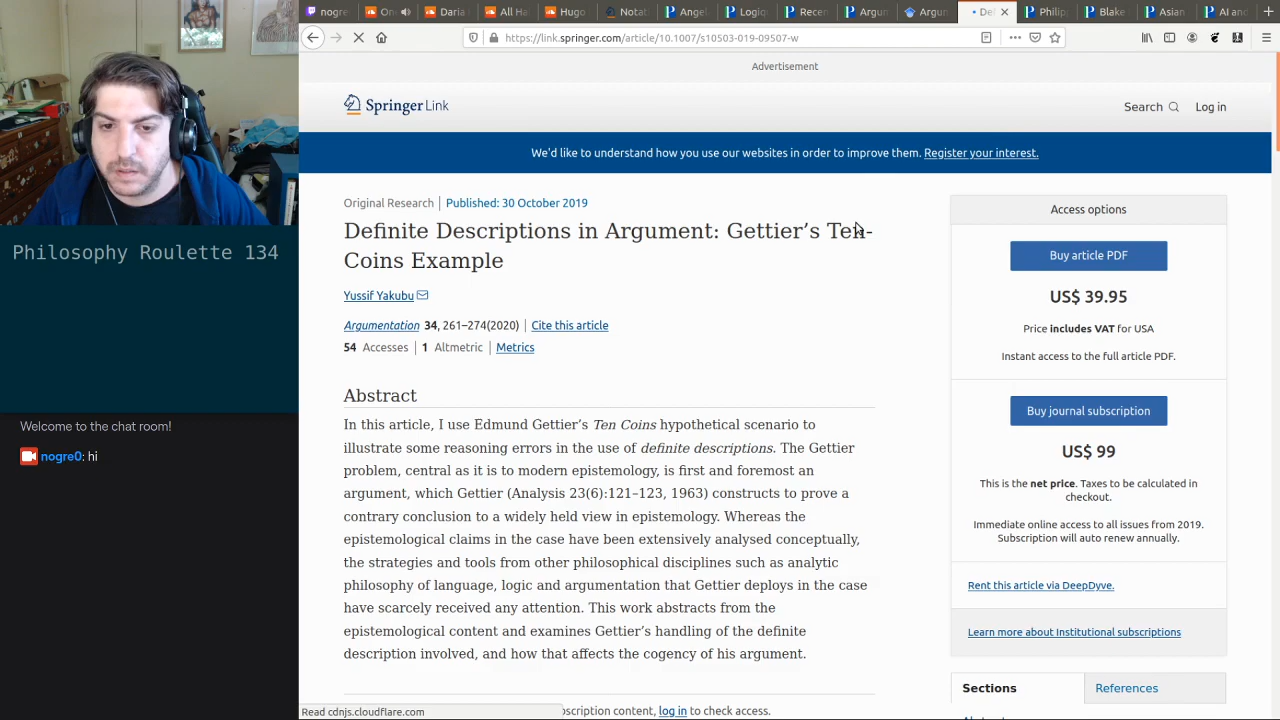 nogre
On
Daria
All Ha
Hugo
Notab
Ange
Logic
Recen
Argun
Argun
De
Philip
Blake
Asian
AI and
https://link.springer.com/article/10.1007/s10503-019-09507-w
Advertisement
Springer Link
Search
Log in
We'd like to understand how you use our websites in order to improve them. Register your interest.
Original Research
Published: 30 October 2019
Definite Descriptions in Argument: Gettier's Ten-
Coins Example
Yussif Yakubu
Argumentation 34, 261–274(2020)
Cite this article
54 Accesses
1 Altmetric
Metrics
Abstract
In this article, I use Edmund Gettier's Ten Coins hypothetical scenario to
illustrate some reasoning errors in the use of definite descriptions. The Gettier
problem, central as it is to modern epistemology, is first and foremost an
argument, which Gettier (Analysis 23(6):121–123, 1963) constructs to prove a
contrary conclusion to a widely held view in epistemology. Whereas the
epistemological claims in the case have been extensively analysed conceptually,
the strategies and tools from other philosophical disciplines such as analytic
philosophy of language, logic and argumentation that Gettier deploys in the case
have scarcely received any attention. This work abstracts from the
epistemological content and examines Gettier's handling of the definite
description involved, and how that affects the cogency of his argument.
bscription content, log in to check access.
Read cdnjs.cloudflare.com
Access options
Buy article PDF
US$ 39.95
Price includes VAT for USA
Instant access to the full article PDF.
Buy journal subscription
US$ 99
This is the net price. Taxes to be calculated in
checkout.
Immediate online access to all issues from 2019.
Subscription will auto renew annually.
Rent this article via DeepDyve.
Learn more about Institutional subscriptions
Sections
References
Philosophy Roulette 134
Welcome to the chat room!
nogre0: hi